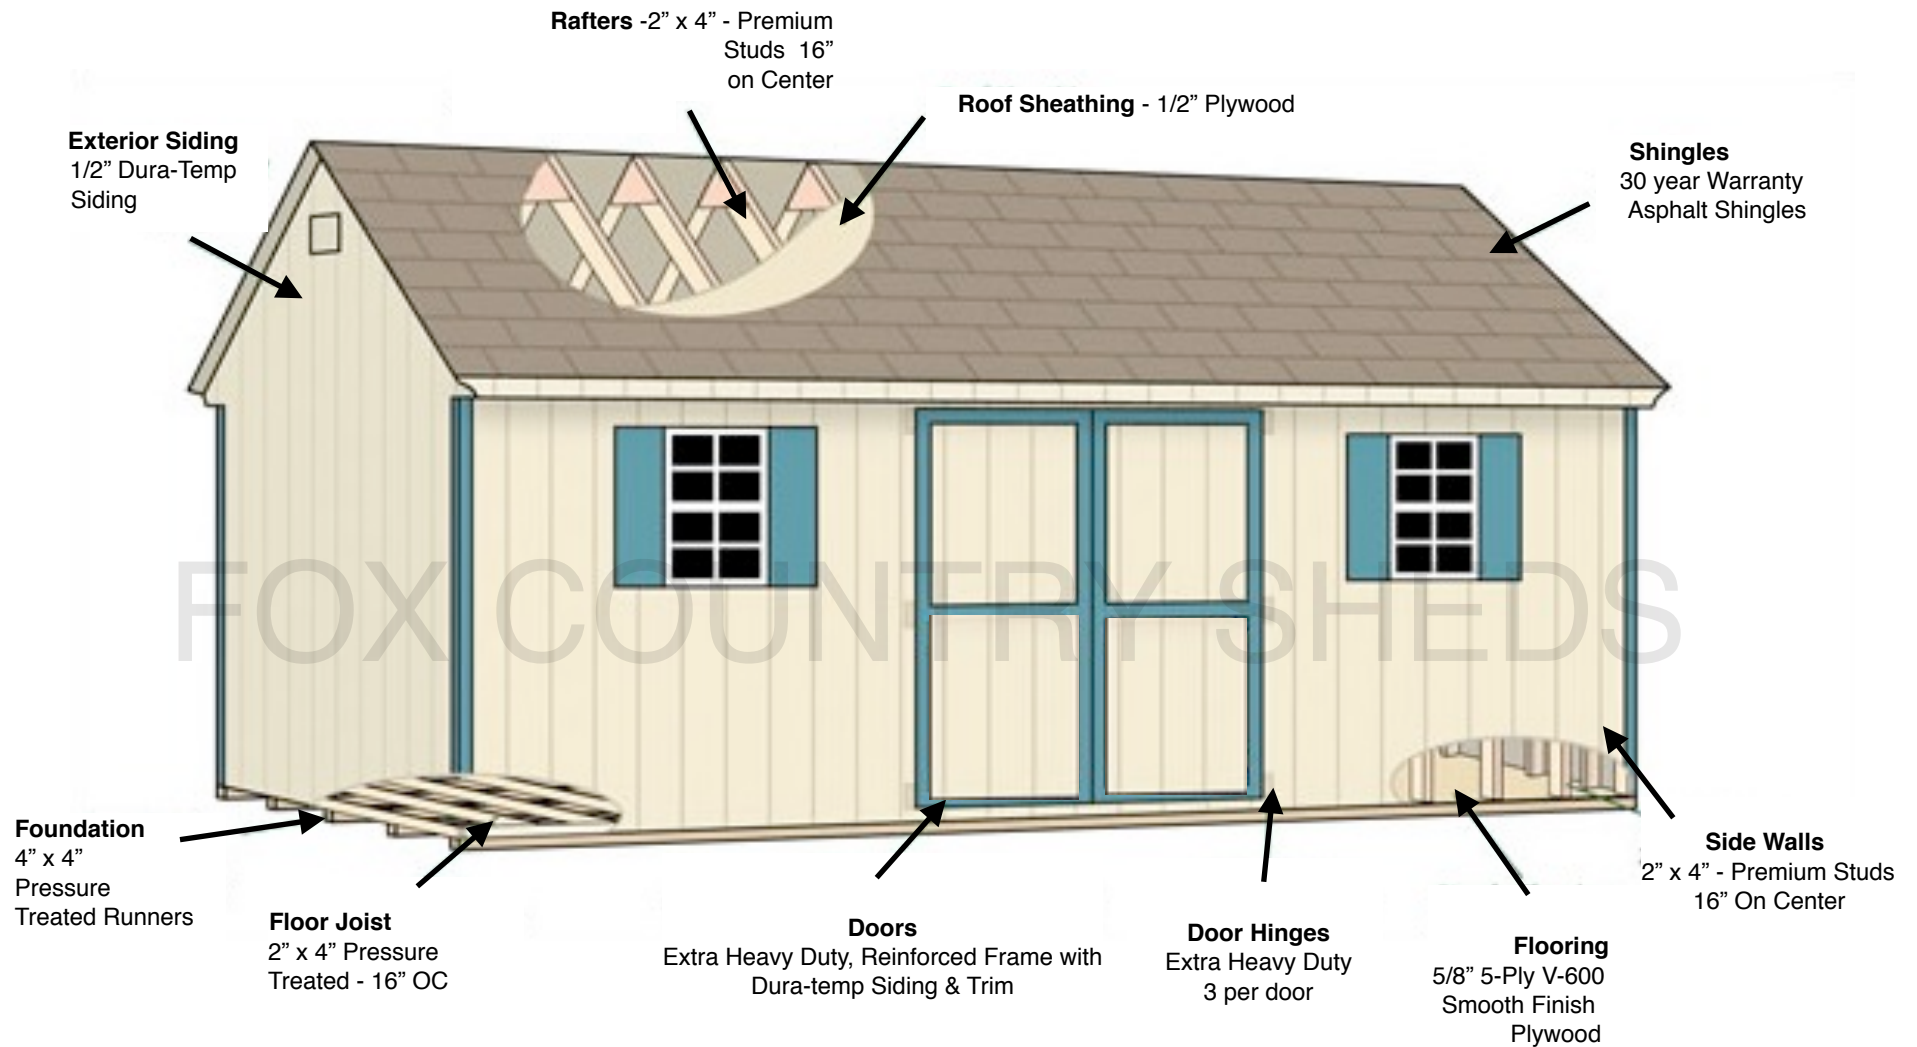 Rafters -2” x 4” - Premium
Studs 16”
on Center
Roof Sheathing - 1/2” Plywood
Exterior Siding
1/2” Dura-Temp
Siding
Shingles
30 year Warranty
Asphalt Shingles
FOX COUNTRY SHEDS
Foundation
4” x 4”
Pressure
Treated Runners
Floor Joist
2” x 4” Pressure
Treated - 16” OC
Doors
Extra Heavy Duty, Reinforced Frame with
Dura-temp Siding & Trim
Door Hinges
Extra Heavy Duty
3 per door
Flooring
5/8” 5-Ply V-600
Smooth Finish
Plywood
Side Walls
2” x 4” - Premium Studs
16” On Center